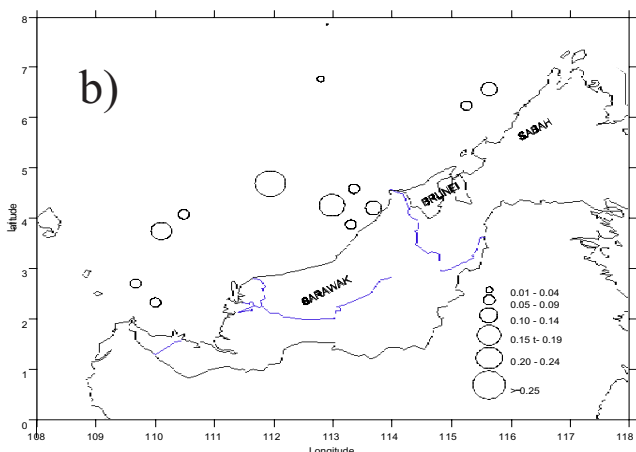 b)
8
7
6
5
4
3
2
1
0
latitude
SABAH
BRUNEI
SARAWAK
0.01 - 0.04
0.05 - 0.09
0.10 - 0.14
0.15 t- 0.19
0.20 - 0.24
>0.25
108 109 110 111 112 113 114 115 116 117 118
Longitude